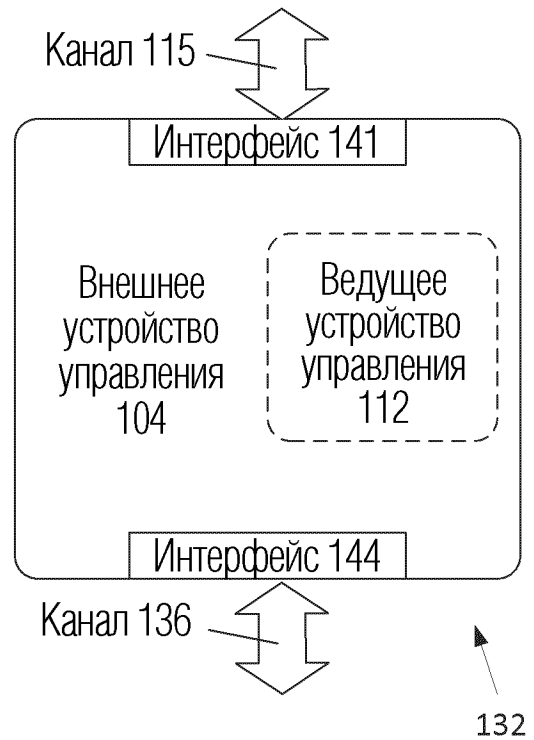 Канал 115
Интерфейс 141
Внешнее
устройство
управления
104
Ведущее
устройство
управления
112
Интерфейс 144
Канал 136
132